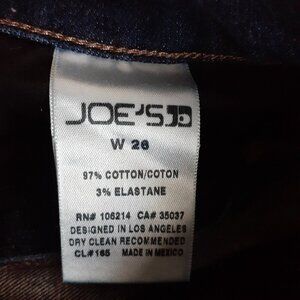 JOE'S
W 26
97% COTTON/COTON
3% ELASTANE
RN# 106214 CA# 35037
DESIGNED IN LOS ANGELES
DRY CLEAN RECOMMENDED
CL#165 MADE IN MEXICO